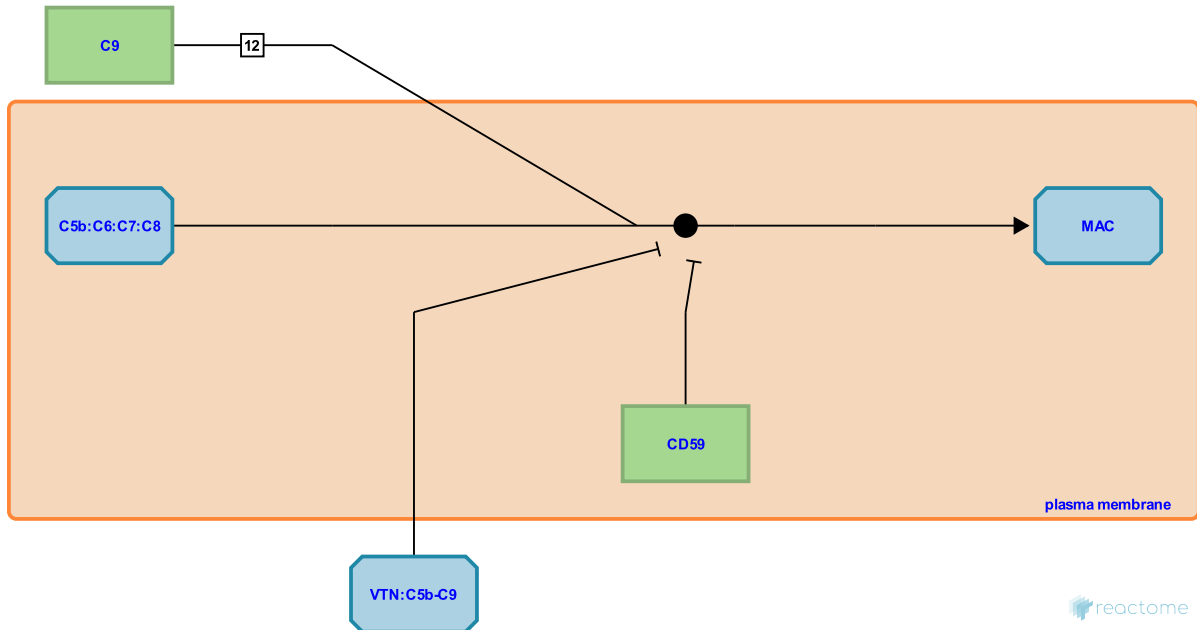 C9
12
C5b:C6:C7:C8
MAC
CD59
plasma membrane
VTN:C5b-C9
reactome